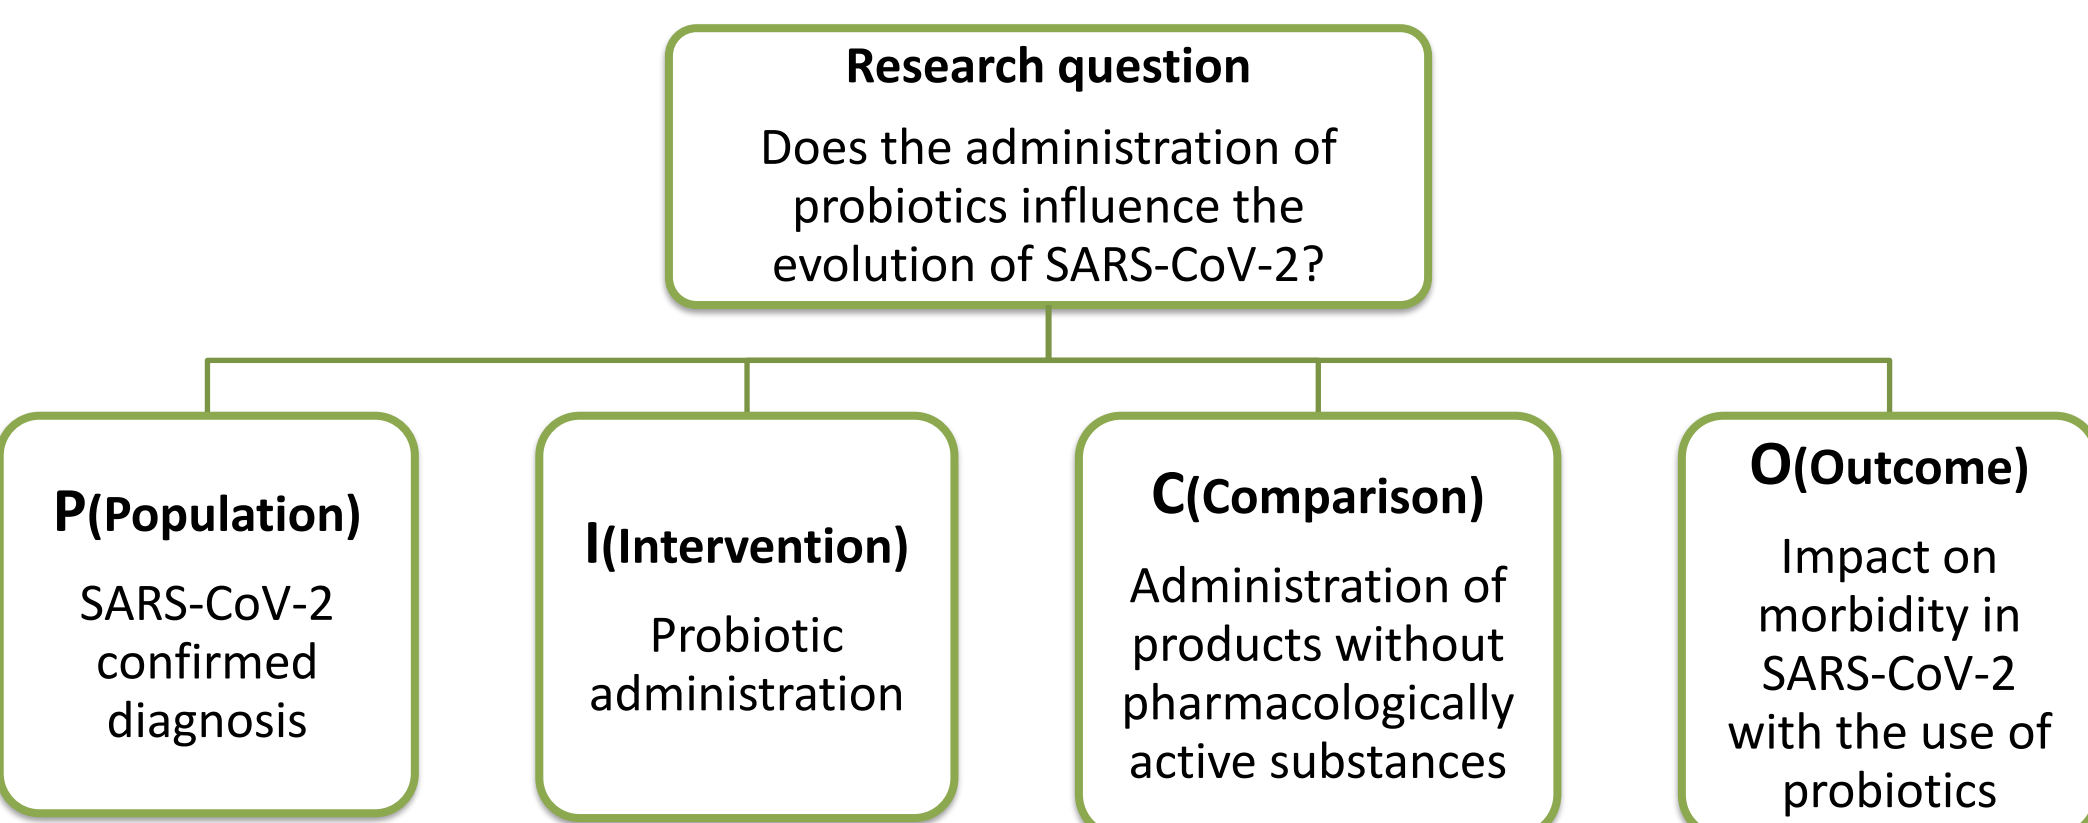 Research question
Does the administration of
probiotics influence the
evolution of SARS-CoV-2?
P(Population)
SARS-CoV-2
confirmed
diagnosis
I(Intervention)
Probiotic
administration
C(Comparison)
Administration of
products without
pharmacologically
active substances
O(Outcome)
Impact on
morbidity in
SARS-CoV-2
with the use of
probiotics